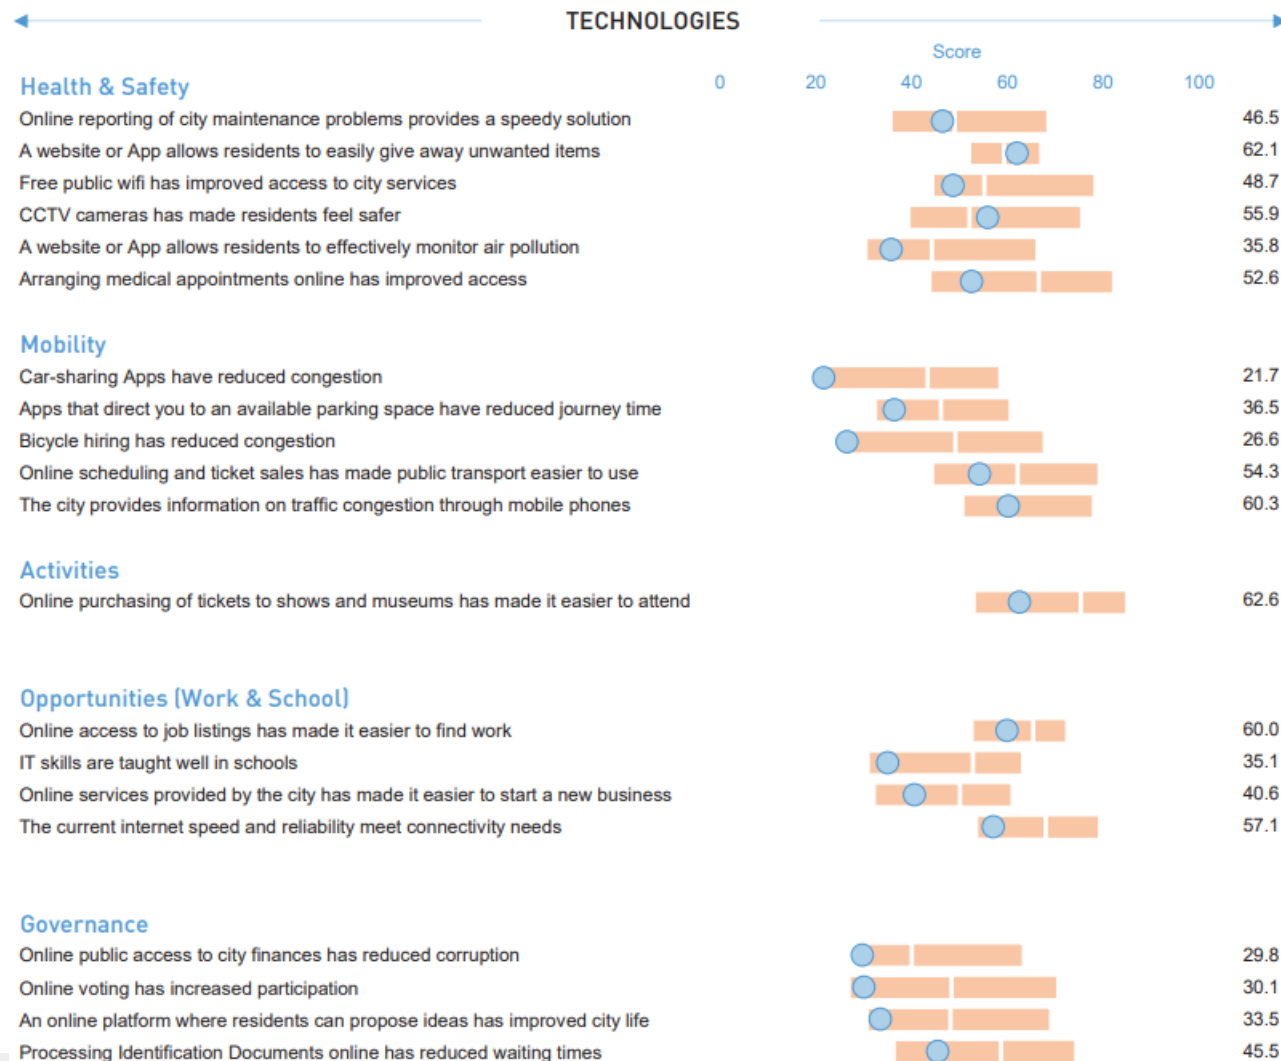 TECHNOLOGIES
Score
Health & Safety 0 20 40 60 80 100
Online reporting of city maintenance problems provides a speedy solution 46.5
A website or App allows residents to easily give away unwanted items 62.1
Free public wifi has improved access to city services 48.7
CCTV cameras has made residents feel safer 55.9
A website or App allows residents to effectively monitor air pollution 35.8
Arranging medical appointments online has improved access 52.6
Mobility
Car-sharing Apps have reduced congestion 21.7
Apps that direct you to an available parking space have reduced journey time 36.5
Bicycle hiring has reduced congestion 26.6
Online scheduling and ticket sales has made public transport easier to use 54.3
The city provides information on traffic congestion through mobile phones 60.3
Activities
Online purchasing of tickets to shows and museums has made it easier to attend 62.6
Opportunities (Work & School)
Online access to job listings has made it easier to find work 60.0
IT skills are taught well in schools 35.1
Online services provided by the city has made it easier to start a new business 40.6
The current internet speed and reliability meet connectivity needs 57.1
Governance
Online public access to city finances has reduced corruption 29.8
Online voting has increased participation 30.1
An online platform where residents can propose ideas has improved city life 33.5
Processing Identification Documents online has reduced waiting times 45.5